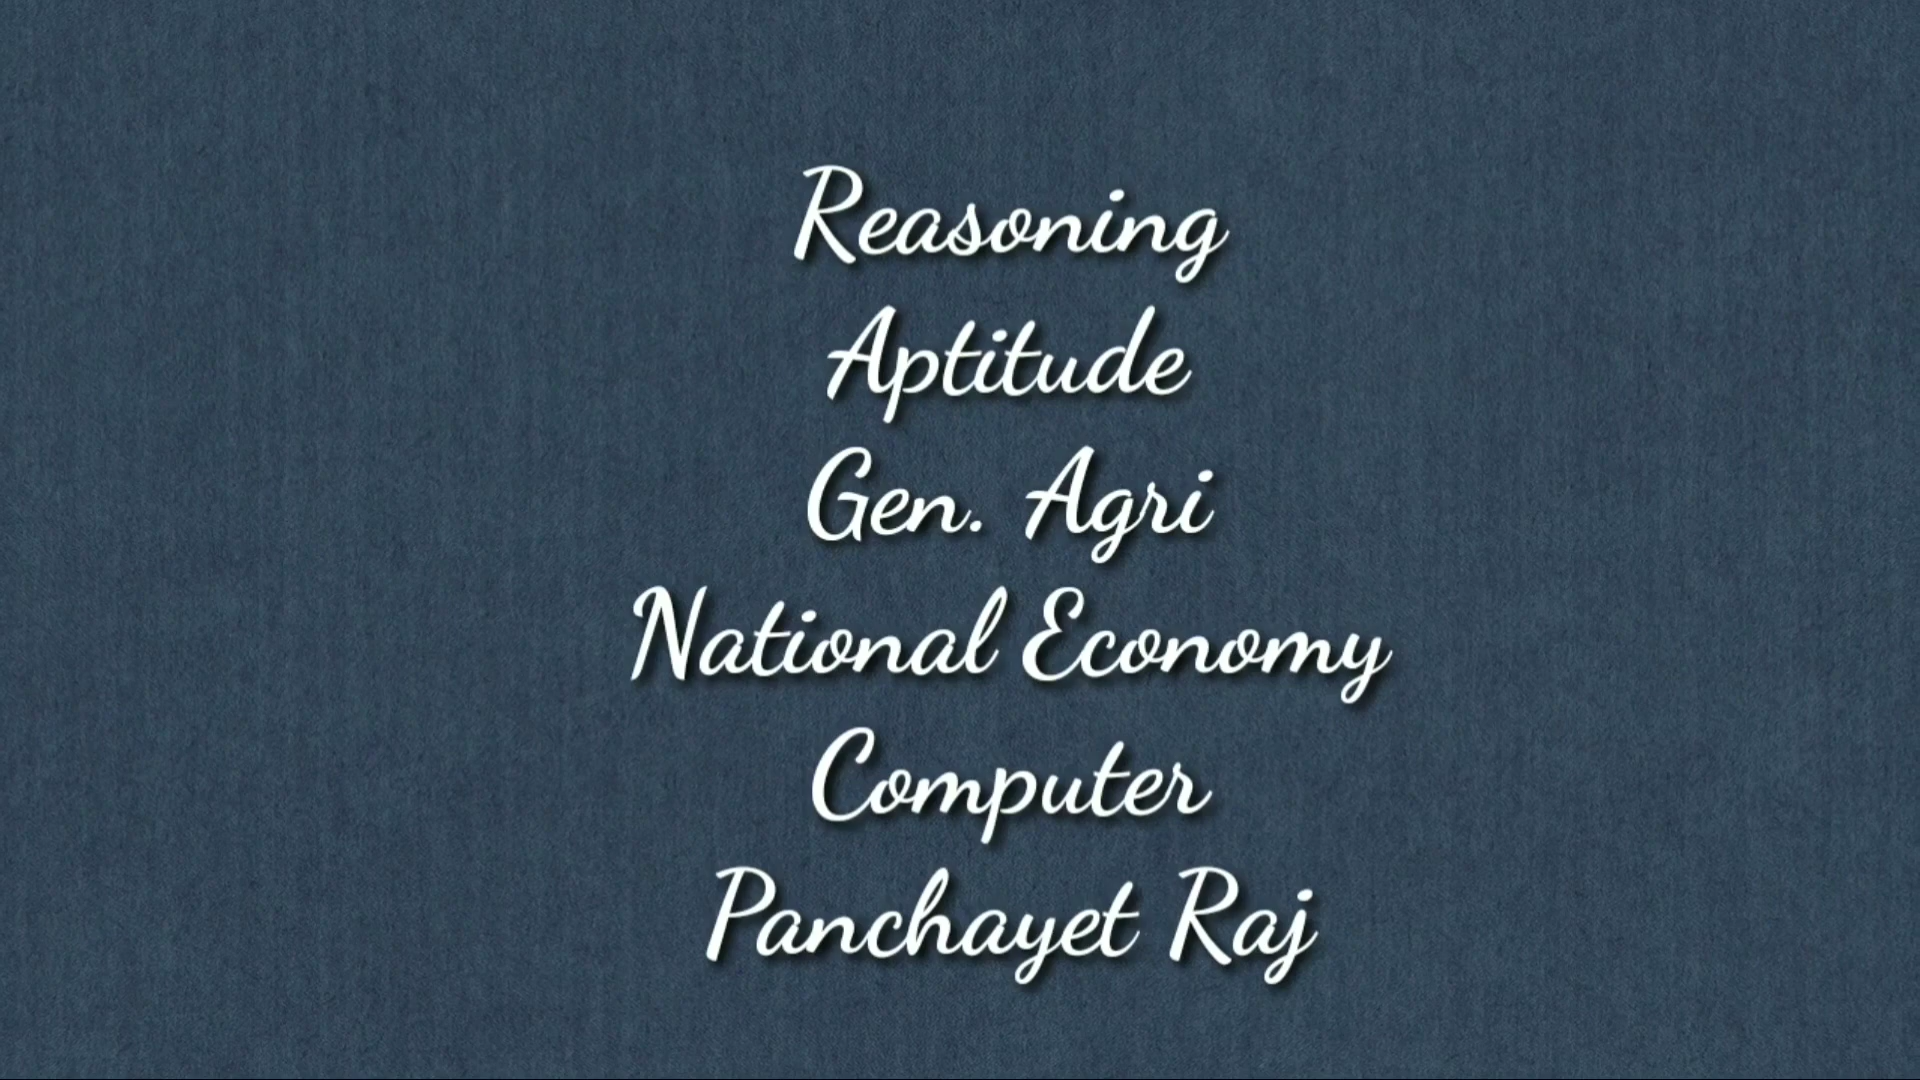 Reasoning
Aptitude
Gen. Agri
National Economy
Computer
Panchayet Raj